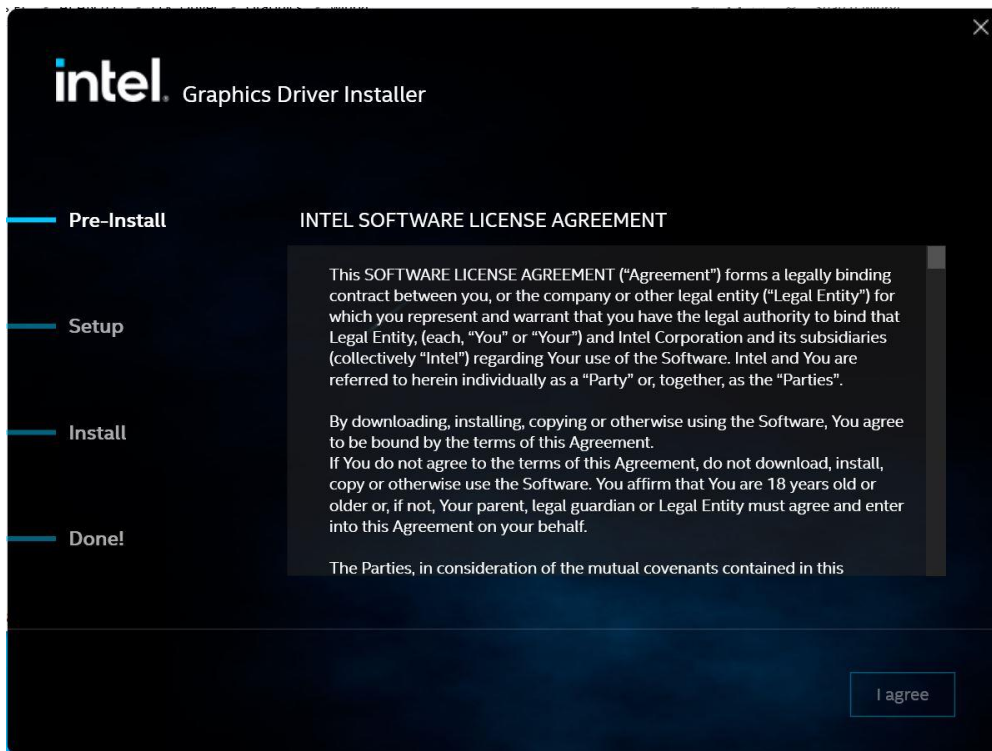 intel. Graphics Driver Installer
Pre-Install
Setup
Install
Done!
INTEL SOFTWARE LICENSE AGREEMENT
This SOFTWARE LICENSE AGREEMENT (“Agreement”) forms a legally binding
contract between you, or the company or other legal entity (“Legal Entity”) for
which you represent and warrant that you have the legal authority to bind that
Legal Entity, (each, “You” or “Your”) and Intel Corporation and its subsidiaries
(collectively “Intel”) regarding Your use of the Software. Intel and You are
referred to herein individually as a “Party” or, together, as the “Parties”.
By downloading, installing, copying or otherwise using the Software, You agree
to be bound by the terms of this Agreement.
If You do not agree to the terms of this Agreement, do not download, install,
copy or otherwise use the Software. You affirm that You are 18 years old or
older or, if not, Your parent, legal guardian or Legal Entity must agree and enter
into this Agreement on your behalf.
The Parties, in consideration of the mutual covenants contained in this
I agree